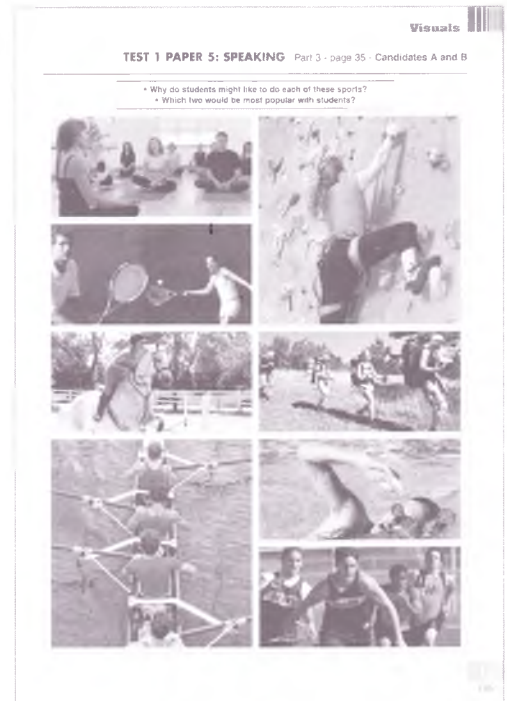 Visuals
TEST 1 PAPER 5: SPEAKING Part 3 - page 35 - Candidates A and B
• Why do students might like to do each of these sports?
• Which two would be most popular with students?